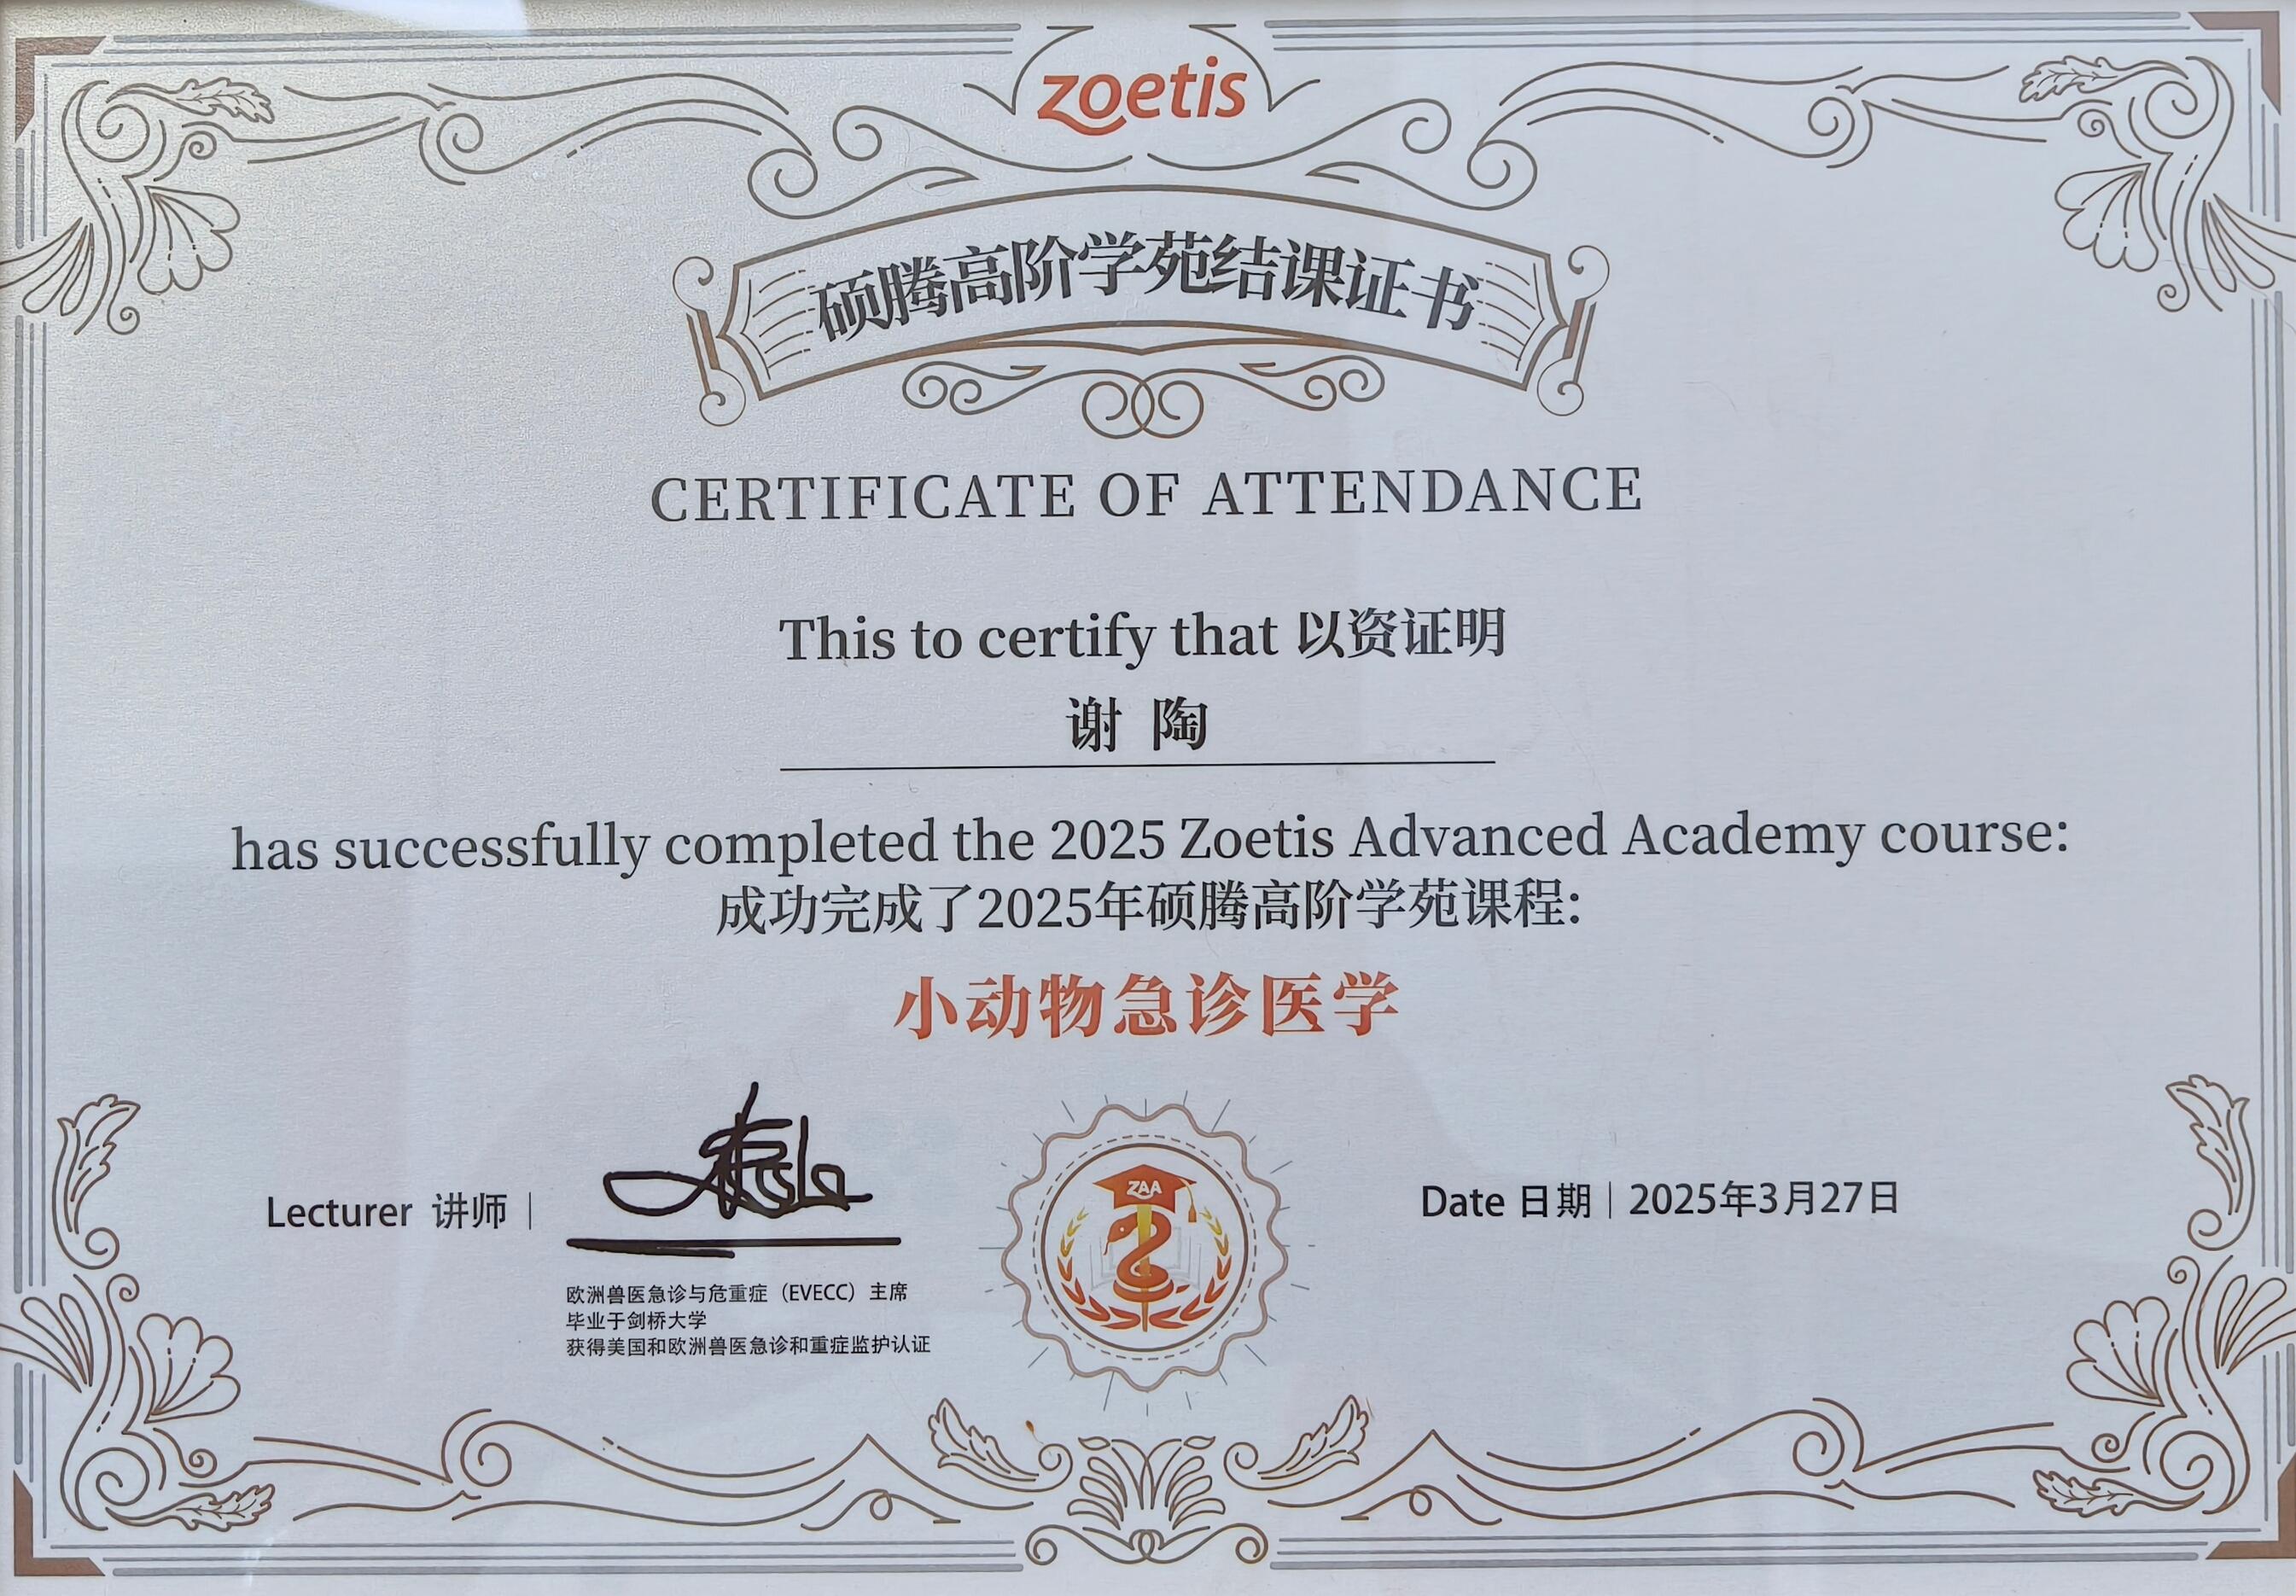 zoetis
硕腾高阶学苑结课证书
CERTIFICATE OF ATTENDANCE
This to certify that 以资证明
谢 陶
has successfully completed the 2025 Zoetis Advanced Academy course:
成功完成了2025年硕腾高阶学苑课程:
小动物急诊医学
Lecturer 讲师 |
欧洲兽医急诊与危重症（EVECC）主席
毕业于剑桥大学
获得美国和欧洲兽医急诊和重症监护认证
ZAA
Date 日期 | 2025年3月27日